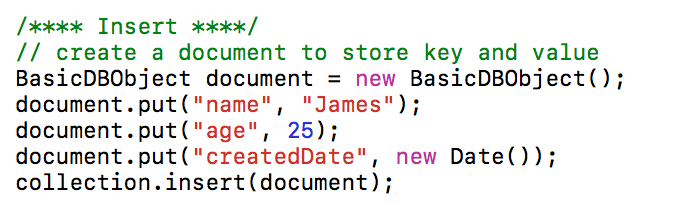 /**** Insert ****/
// create a document to store key and value
BasicDBObject document = new BasicDBObject();
document.put("name", "James");
document.put("age", 25);
document.put("createdDate", new Date());
collection.insert(document);